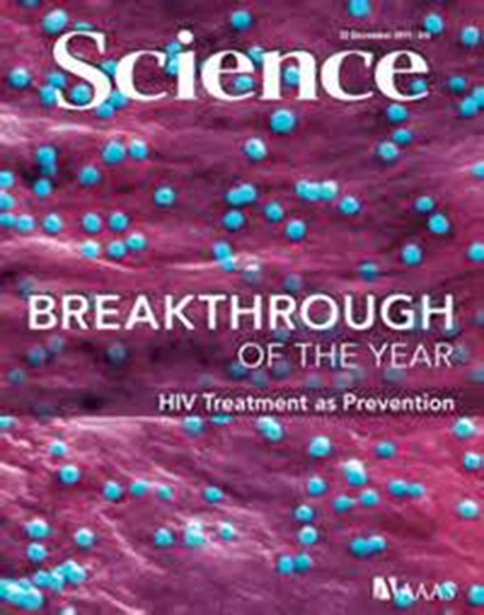 Science
BREAKTHROUGH
OF THE YEAR
HIV Treatment as Prevention
AAAS